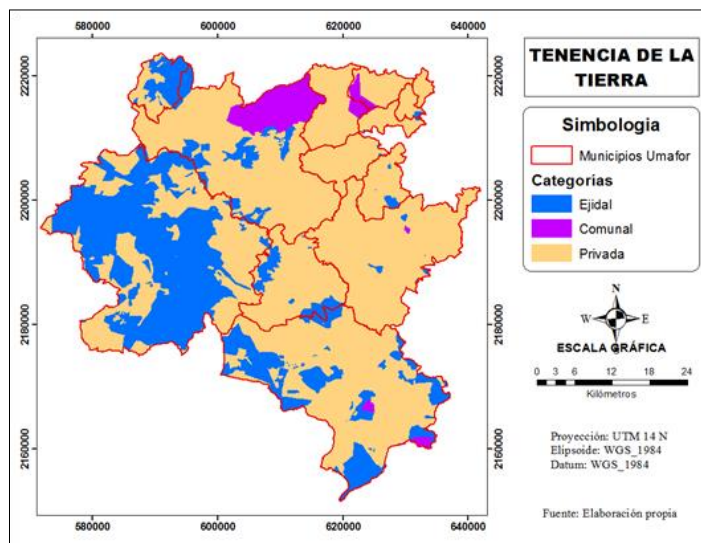 580000 600000 620000 640000
2220000 2220000
2200000 2200000
2180000 2180000
2160000 2160000
580000 600000 620000 640000
TENENCIA DE LA
TIERRA
Simbologia
Municipios Umafor
Categorías
Ejidal
Comunal
Privada
N
W E
S
ESCALA GRÁFICA
0 3 6 12 18 24
Kilómetros
Proyección: UTM 14 N
Elipsoide: WGS_1984
Datum: WGS_1984
Fuente: Elaboración propia